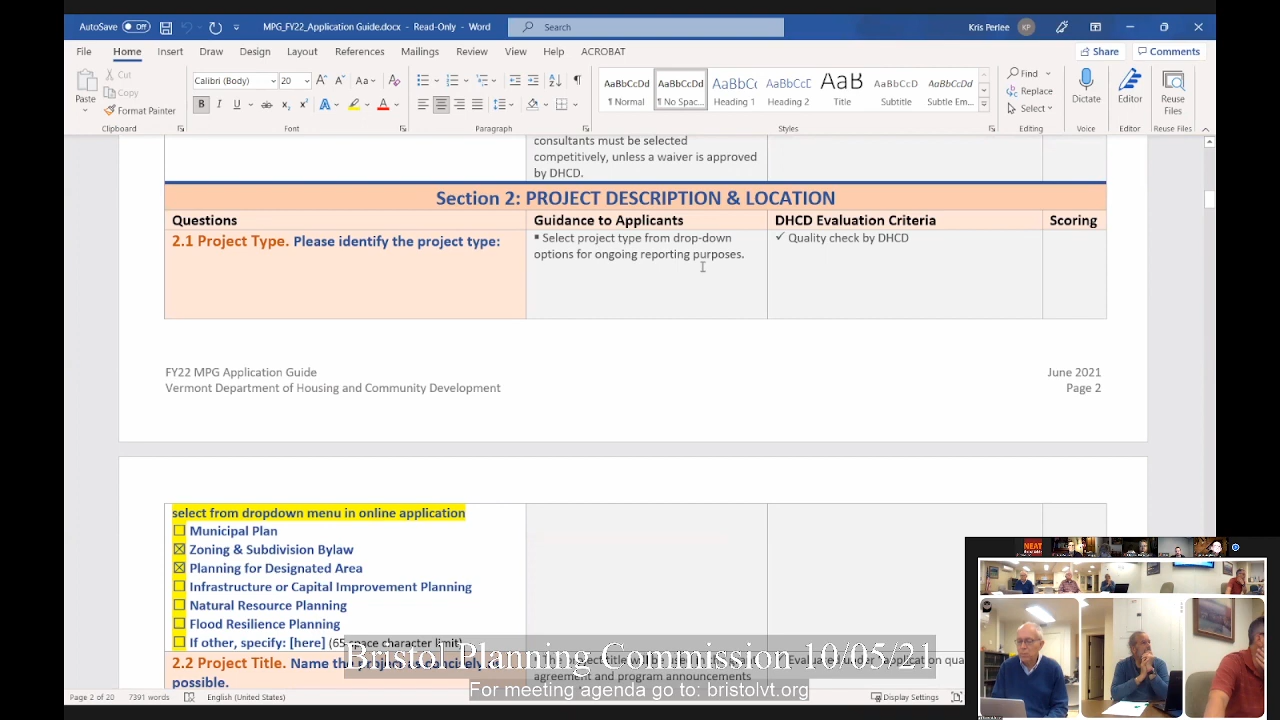 AutoSave Off
MPG_FY22_Application Guide.docx - Read-Only - Word
Search
Kris Perlee KP
File Home Insert Draw Design Layout References Mailings Review View Help ACROBAT
Share Comments
Paste
Cut
Copy
Format Painter
Clipboard
Calibri (Body) 20
Font
Paragraph
AaBbCcDd AaBbCcDd AaBbCc AaBbCcD AaB AaBbCcD AaBbCcDd
¶ Normal ¶ No Spac... Heading 1 Heading 2 Title Subtitle Subtle Em...
Styles
Find
Replace
Select
Editing
Dictate
Voice
Editor
Editor
Reuse Files
Reuse Files
consultants must be selected
competitively, unless a waiver is approved
by DHCD.
Section 2: PROJECT DESCRIPTION & LOCATION
Questions Guidance to Applicants DHCD Evaluation Criteria Scoring
2.1 Project Type. Please identify the project type:
▪ Select project type from drop-down
options for ongoing reporting purposes.
✓ Quality check by DHCD
FY22 MPG Application Guide June 2021
Vermont Department of Housing and Community Development Page 2
select from dropdown menu in online application
☐ Municipal Plan
☒ Zoning & Subdivision Bylaw
☒ Planning for Designated Area
☐ Infrastructure or Capital Improvement Planning
☐ Natural Resource Planning
☐ Flood Resilience Planning
☐ If other, specify: [here] (65 space character limit)
Bristol Planning Commission 10/05/21
2.2 Project Title. Name the
possible.
agreement and program announcements
For meeting agenda go to: bristolvt.org
Page 2 of 20 7391 words English (United States) Display Settings
NEAT